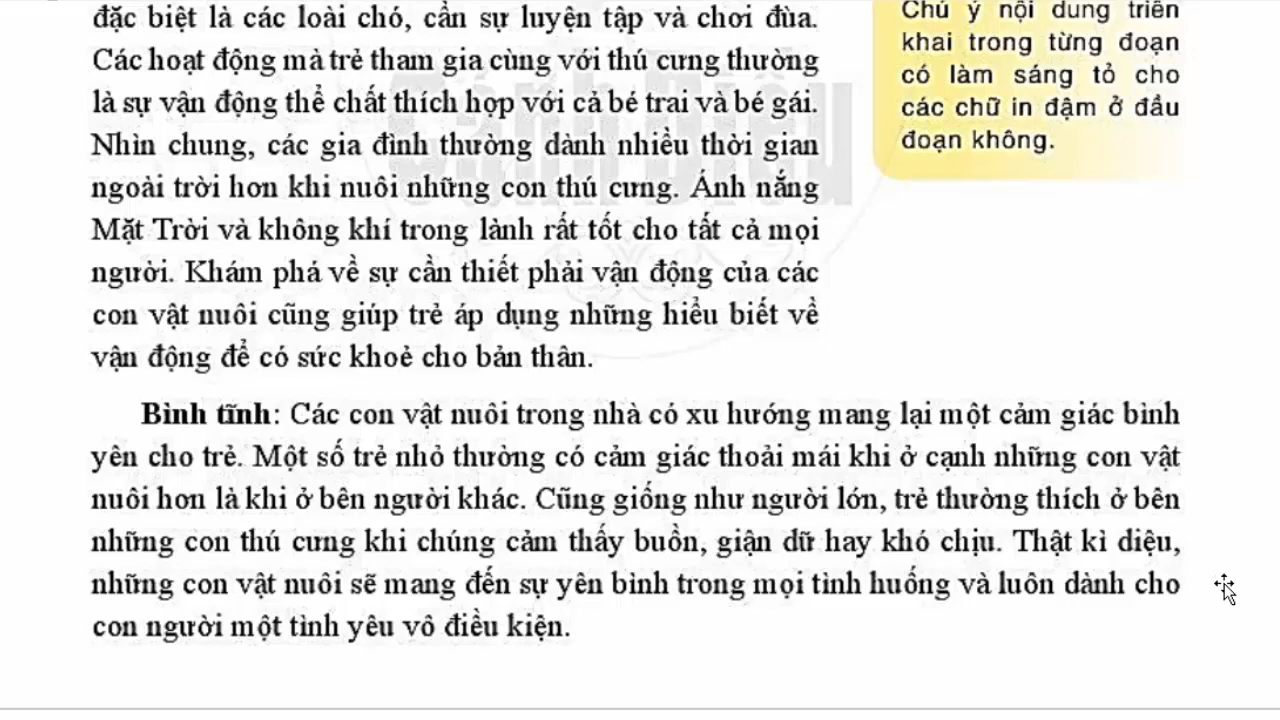 đặc biệt là các loài chó, cần sự luyện tập và chơi đùa.
Các hoạt động mà trẻ tham gia cùng với thú cưng thường
là sự vận động thể chất thích hợp với cả bé trai và bé gái.
Nhìn chung, các gia đình thường dành nhiều thời gian
ngoài trời hơn khi nuôi những con thú cưng. Ánh nắng
Mặt Trời và không khí trong lành rất tốt cho tất cả mọi
người. Khám phá về sự cần thiết phải vận động của các
con vật nuôi cũng giúp trẻ áp dụng những hiểu biết về
vận động để có sức khoẻ cho bản thân.
Bình tĩnh: Các con vật nuôi trong nhà có xu hướng mang lại một cảm giác bình
yên cho trẻ. Một số trẻ nhỏ thường có cảm giác thoải mái khi ở cạnh những con vật
nuôi hơn là khi ở bên người khác. Cũng giống như người lớn, trẻ thường thích ở bên
những con thú cưng khi chúng cảm thấy buồn, giận dữ hay khó chịu. Thật kì diệu,
những con vật nuôi sẽ mang đến sự yên bình trong mọi tình huống và luôn dành cho
con người một tình yêu vô điều kiện.
Chú ý nội dung triển
khai trong từng đoạn
có làm sáng tỏ cho
các chữ in đậm ở đầu
đoạn không.
Cánh Diều